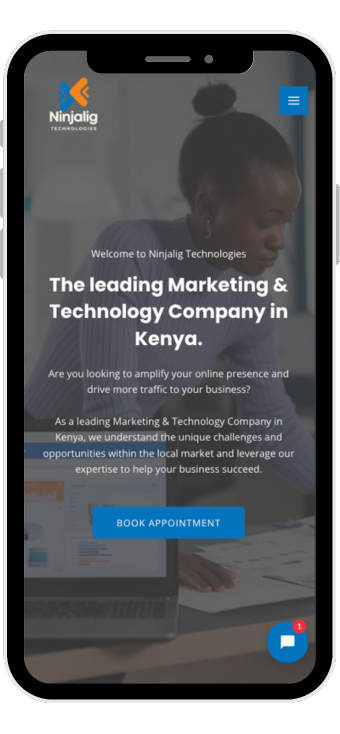 Ninjalig
TECHNOLOGIES
Welcome to Ninjalig Technologies
The leading Marketing &
Technology Company in
Kenya.
Are you looking to amplify your online presence and
drive more traffic to your business?
As a leading Marketing & Technology Company in
Kenya, we understand the unique challenges and
opportunities within the local market and leverage our
expertise to help your business succeed.
BOOK APPOINTMENT
1